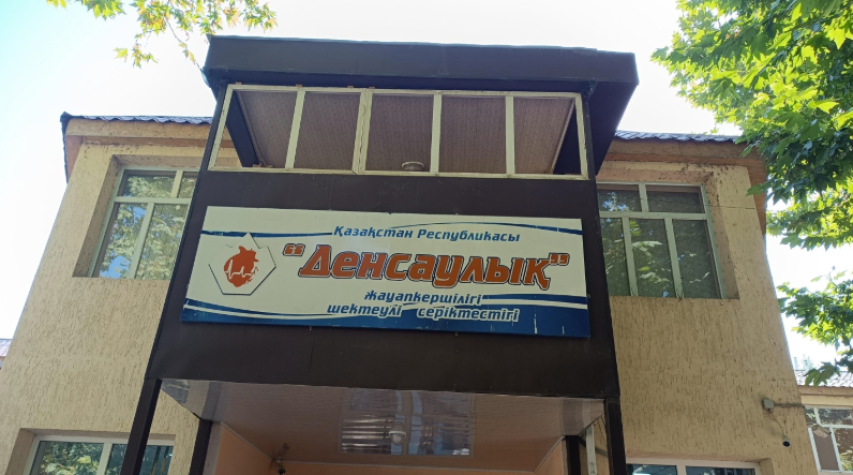 Қазақстан Республикасы
"Денсаулық"
жауапкершілігі
шектеулі серіктестігі